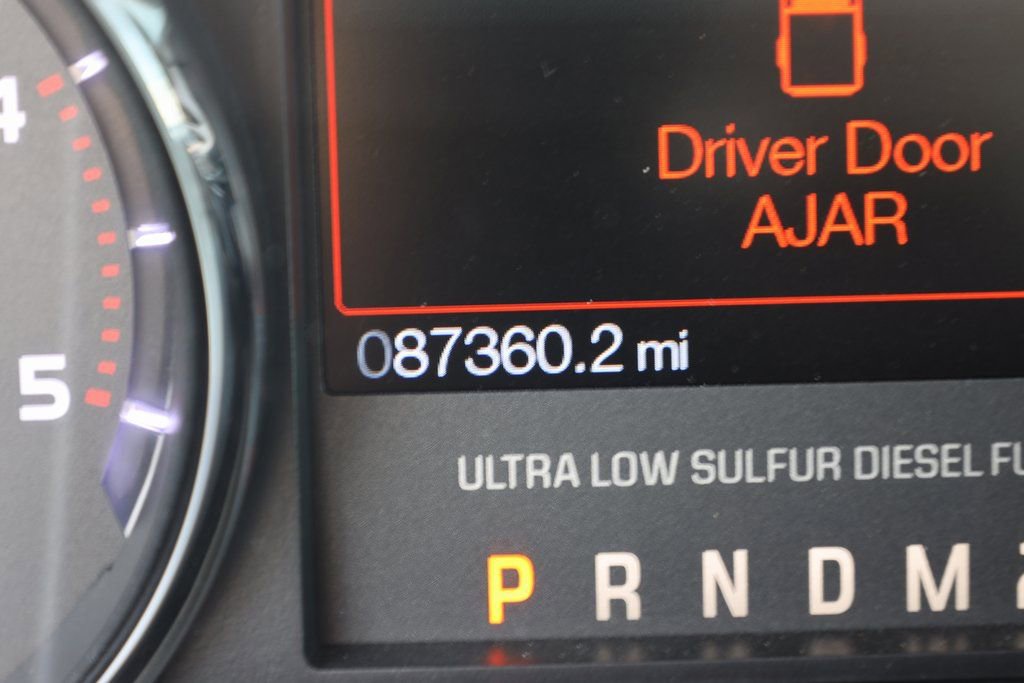 4
Driver Door
AJAR
087360.2 mi
5
ULTRA LOW SULFUR DIESEL FU
P R N D M